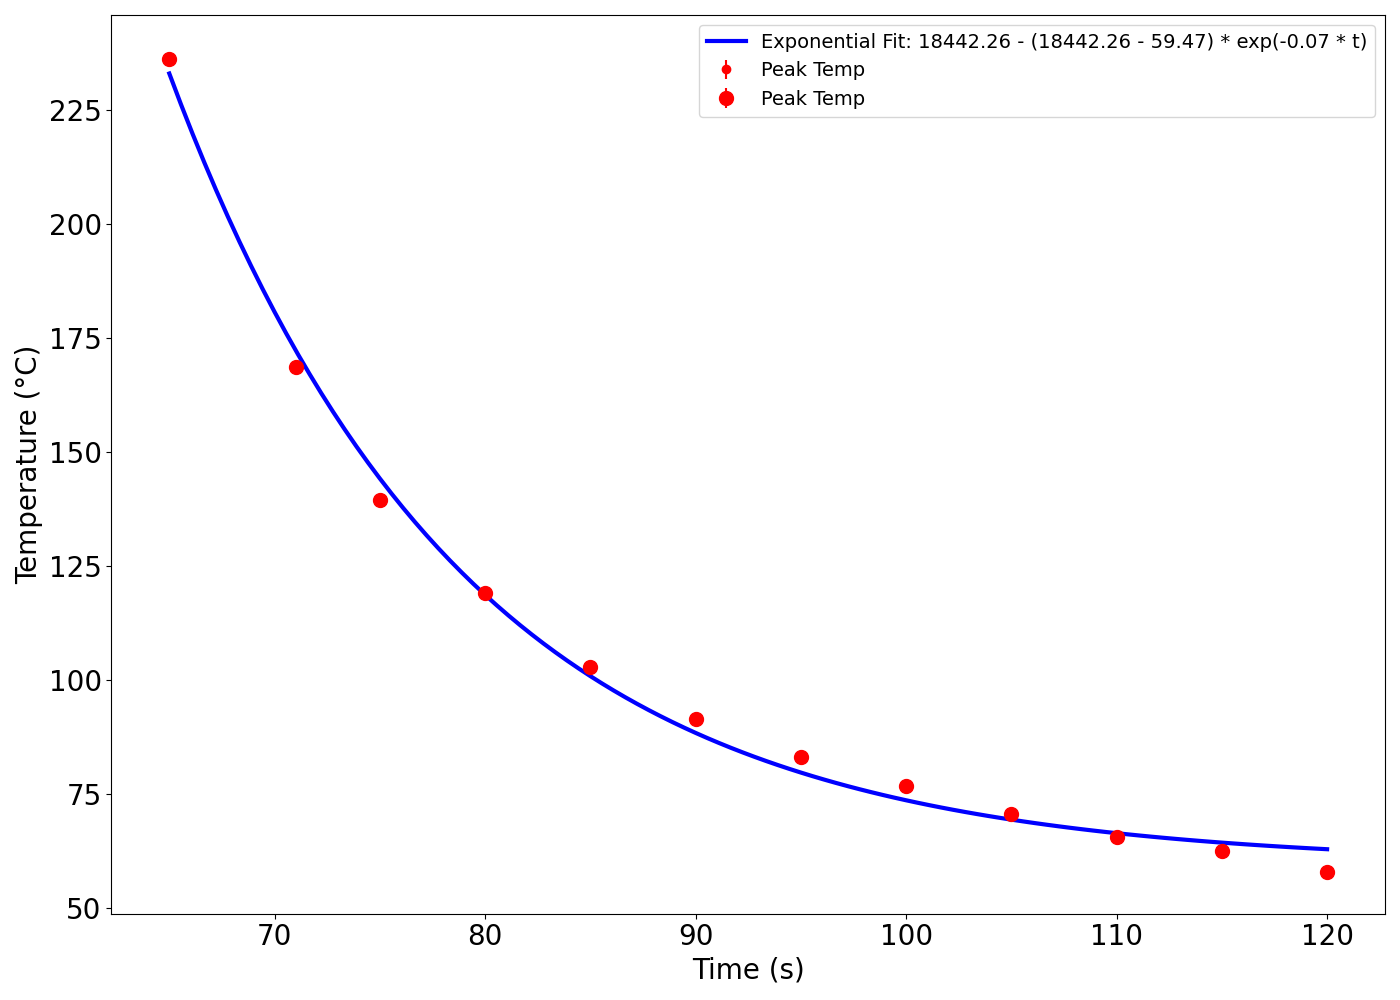 Exponential Fit: 18442.26 - (18442.26 - 59.47) * exp(-0.07 * t)
Peak Temp
Peak Temp
225
200
175
150
125
100
75
50
Temperature (°C)
70 80 90 100 110 120
Time (s)